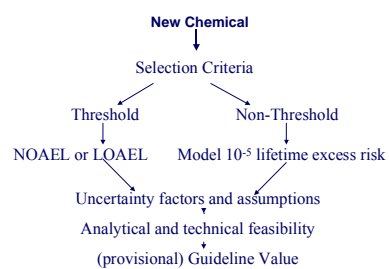 New Chemical
Selection Criteria
Threshold Non-Threshold
NOAEL or LOAEL Model 10⁻⁵ lifetime excess risk
Uncertainty factors and assumptions
Analytical and technical feasibility
(provisional) Guideline Value